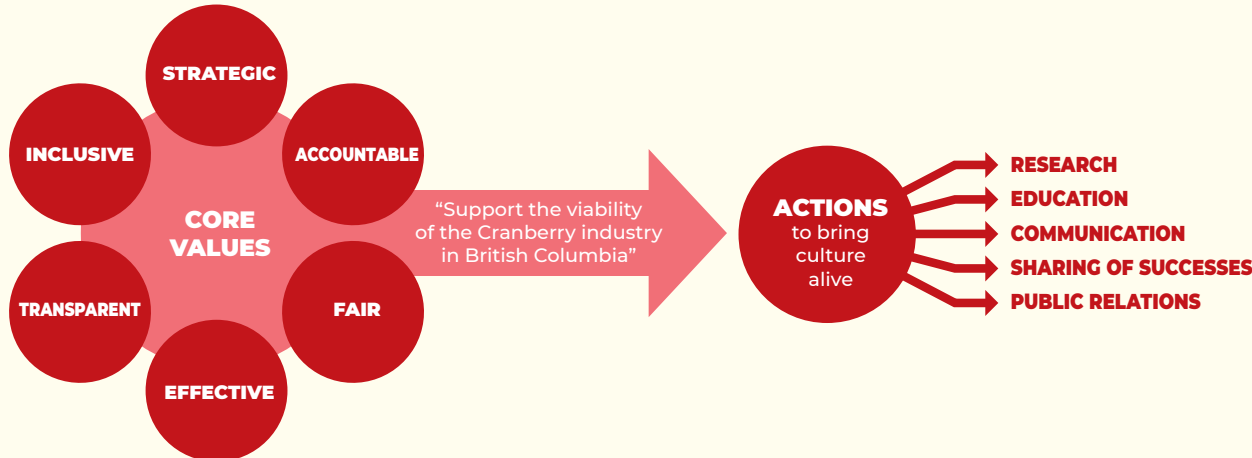 STRATEGIC
INCLUSIVE
ACCOUNTABLE
CORE
VALUES
TRANSPARENT
FAIR
EFFECTIVE
“Support the viability
of the Cranberry industry
in British Columbia”
ACTIONS
to bring
culture
alive
RESEARCH
EDUCATION
COMMUNICATION
SHARING OF SUCCESSES
PUBLIC RELATIONS